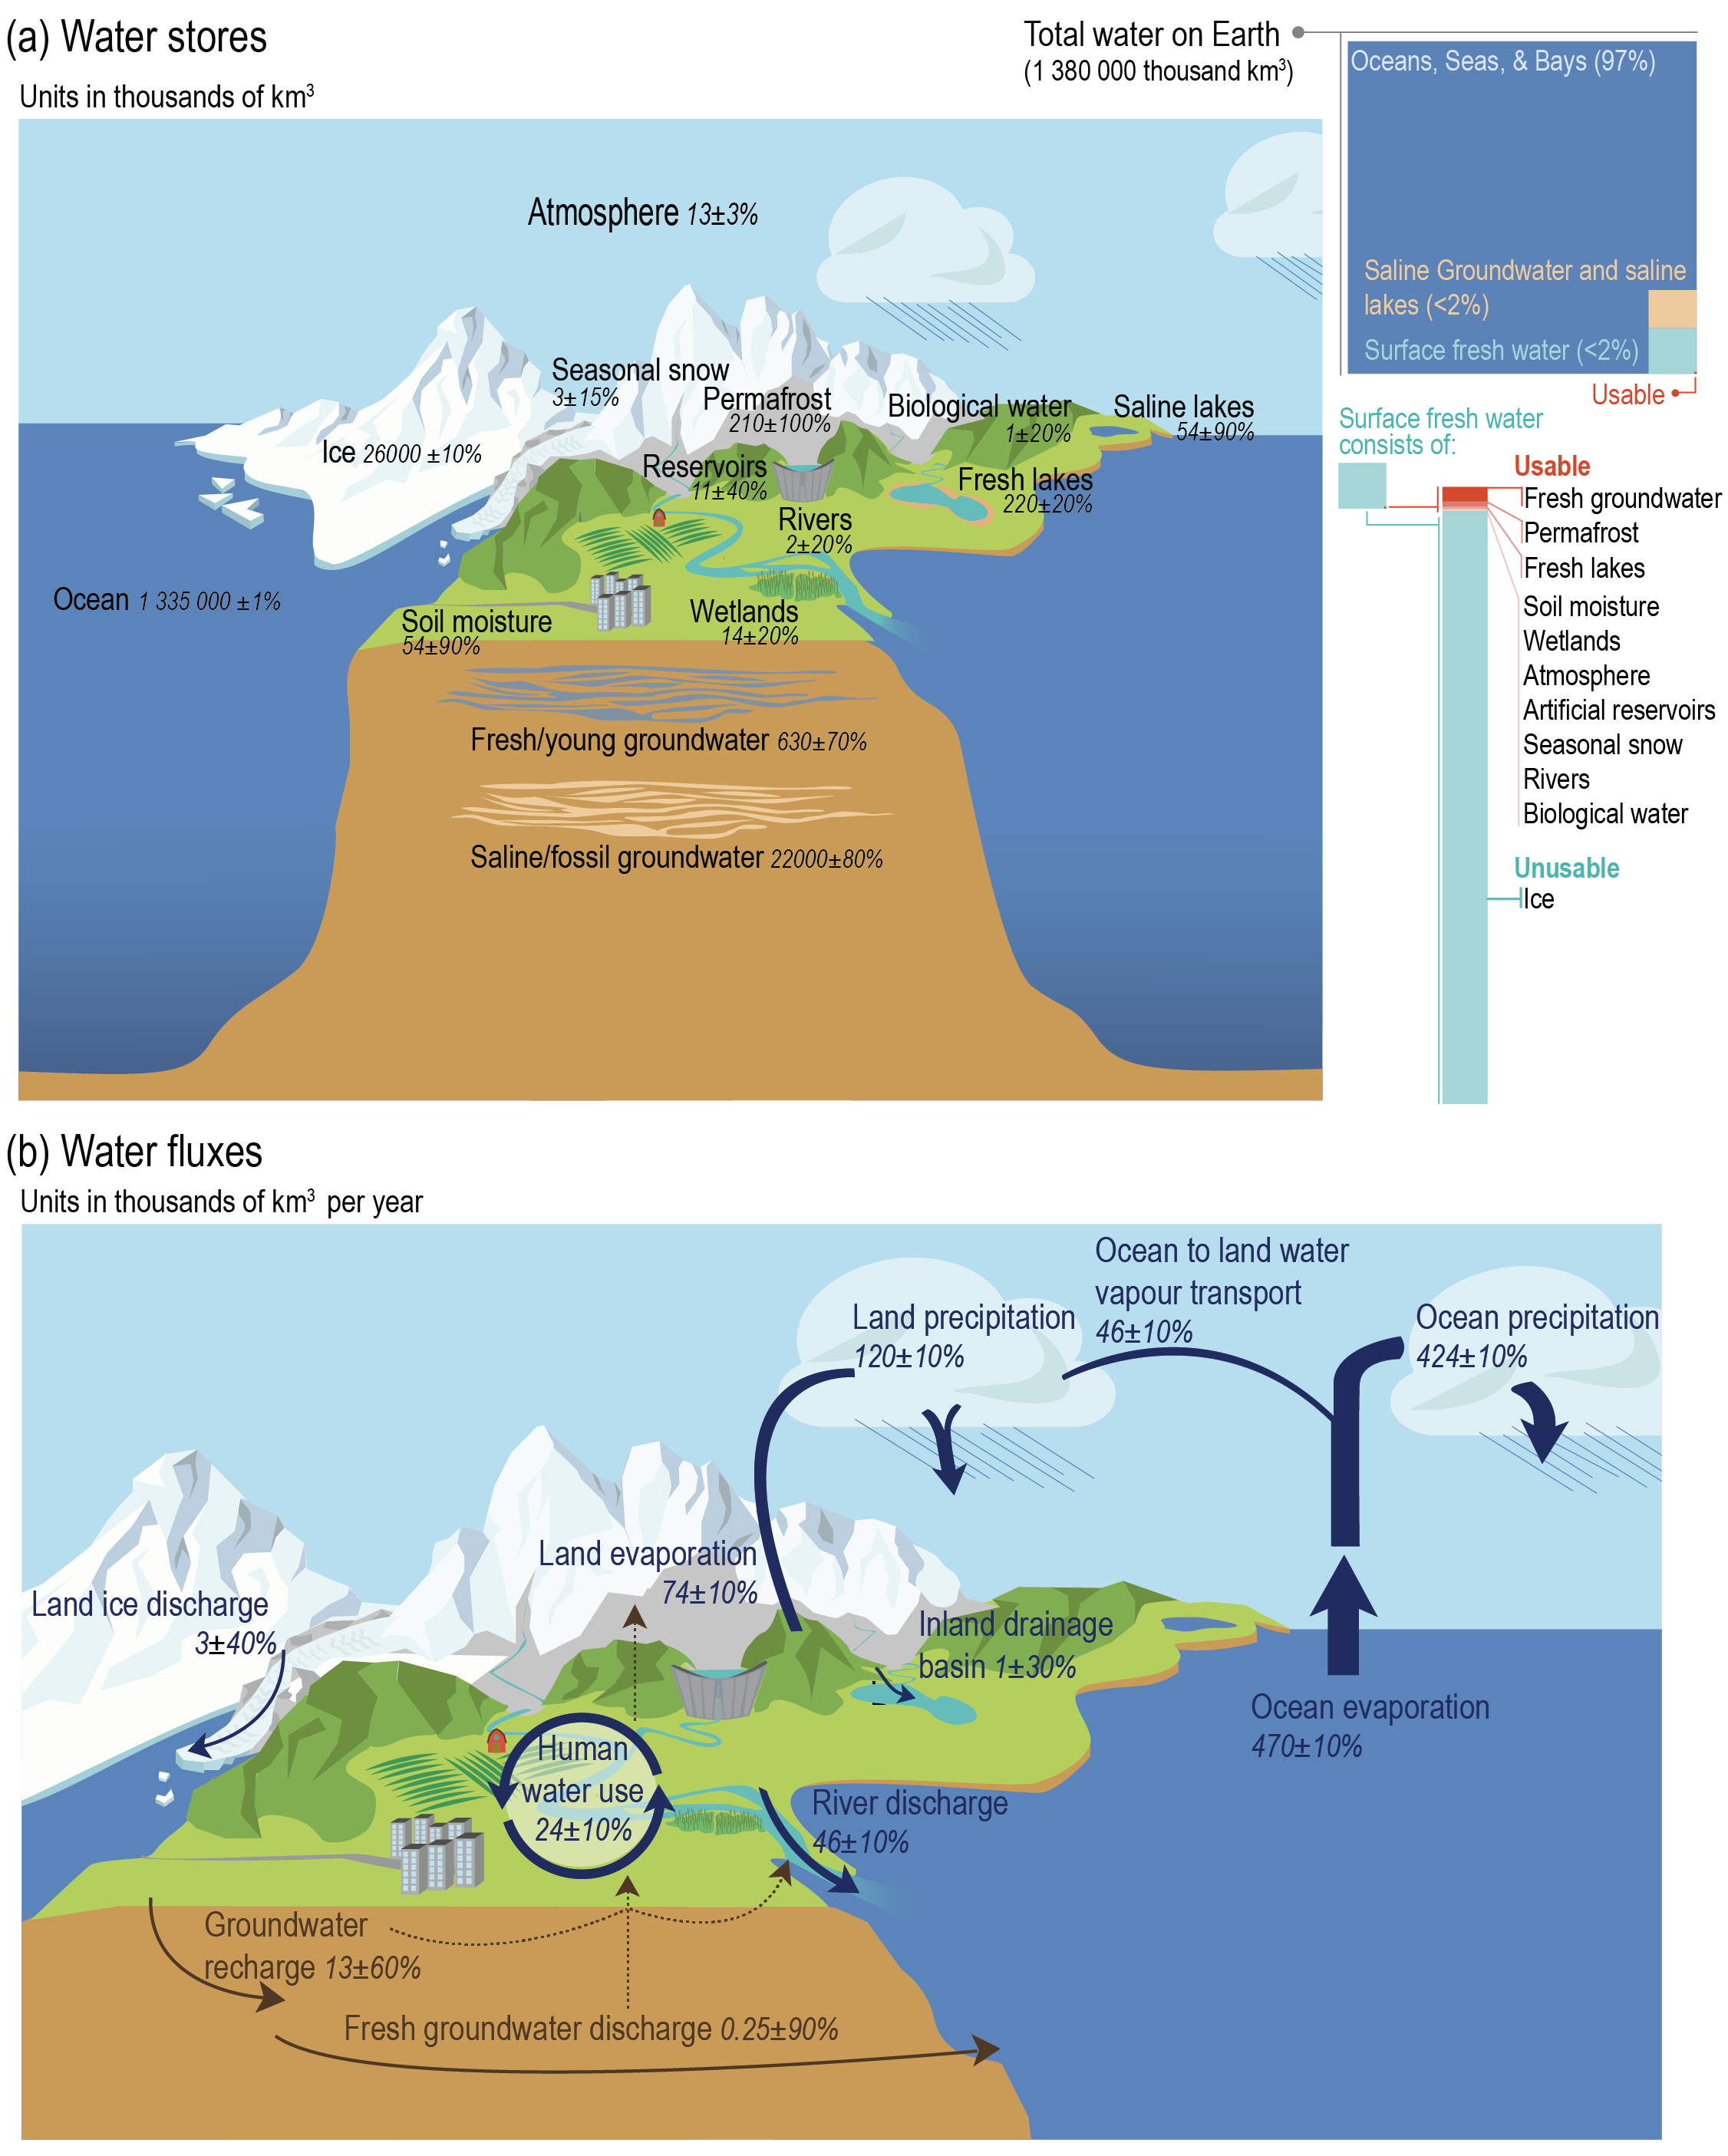 (a) Water stores
Units in thousands of km³
Total water on Earth
(1 380 000 thousand km³)
Oceans, Seas, & Bays (97%)
Saline Groundwater and saline
lakes (<2%)
Surface fresh water (<2%)
Usable
Atmosphere 13±3%
Seasonal snow
3±15%
Permafrost
210±100%
Biological water
1±20%
Saline lakes
54±90%
Ice 26000 ±10%
Reservoirs
11±40%
Fresh lakes
220±20%
Rivers
2±20%
Ocean 1 335 000 ±1%
Soil moisture
54±90%
Wetlands
14±20%
Fresh/young groundwater 630±70%
Saline/fossil groundwater 22000±80%
Surface fresh water
consists of:
Usable
Fresh groundwater
Permafrost
Fresh lakes
Soil moisture
Wetlands
Atmosphere
Artificial reservoirs
Seasonal snow
Rivers
Biological water
Unusable
Ice
(b) Water fluxes
Units in thousands of km³ per year
Land precipitation
120±10%
Ocean to land water
vapour transport
46±10%
Ocean precipitation
424±10%
Land evaporation
74±10%
Land ice discharge
3±40%
Inland drainage
basin 1±30%
Ocean evaporation
470±10%
Human
water use
24±10%
River discharge
46±10%
Groundwater
recharge 13±60%
Fresh groundwater discharge 0.25±90%